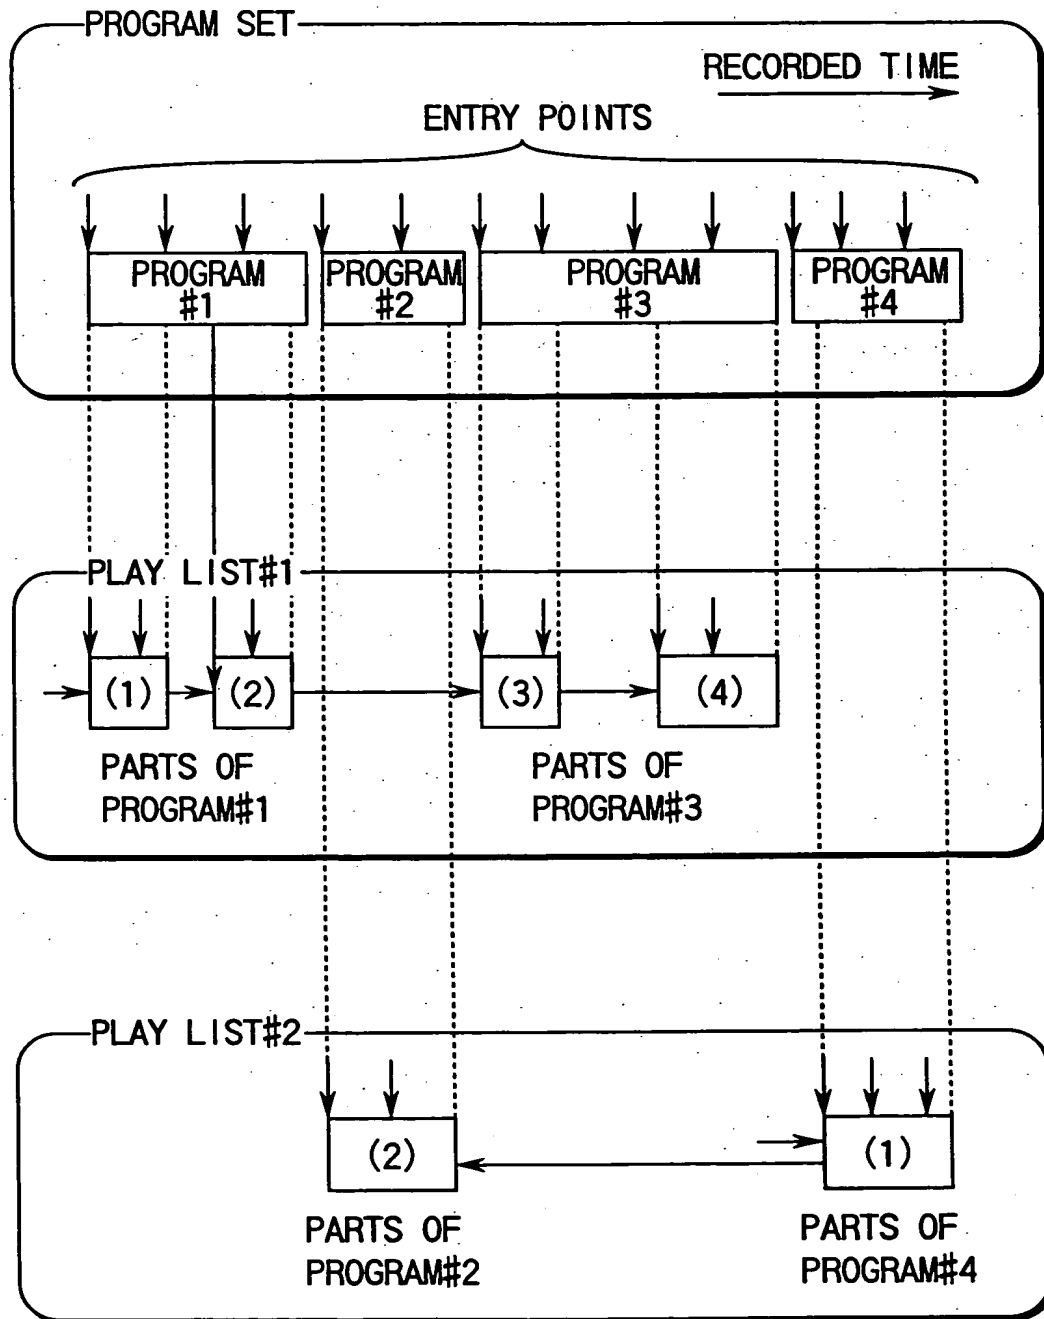 PROGRAM SET
RECORDED TIME
ENTRY POINTS
PROGRAM
#1
PROGRAM
#2
PROGRAM
#3
PROGRAM
#4
PLAY LIST#1
(1)
(2)
(3)
(4)
PARTS OF
PROGRAM#1
PARTS OF
PROGRAM#3
PLAY LIST#2
(2)
(1)
PARTS OF
PROGRAM#2
PARTS OF
PROGRAM#4